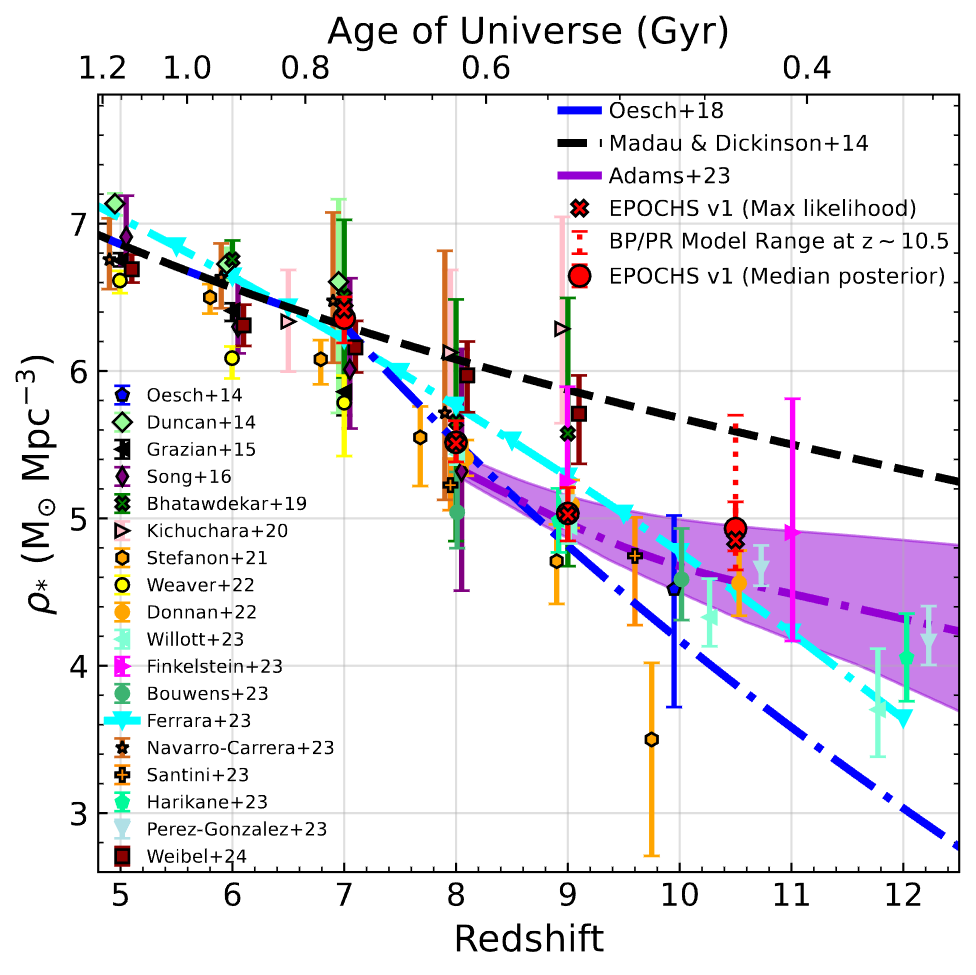 Age of Universe (Gyr)
1.2 1.0 0.8 0.6 0.4
Oesch+18
Madau & Dickinson+14
Adams+23
EPOCHS v1 (Max likelihood)
BP/PR Model Range at z ~ 10.5
EPOCHS v1 (Median posterior)
ρ* (M⊙ Mpc⁻³)
7
6
5
4
3
Oesch+14
Duncan+14
Grazian+15
Song+16
Bhatawdekar+19
Kichuchara+20
Stefanon+21
Weaver+22
Donnan+22
Willott+23
Finkelstein+23
Bouwens+23
Ferrara+23
Navarro-Carrera+23
Santini+23
Harikane+23
Perez-Gonzalez+23
Weibel+24
5 6 7 8 9 10 11 12
Redshift